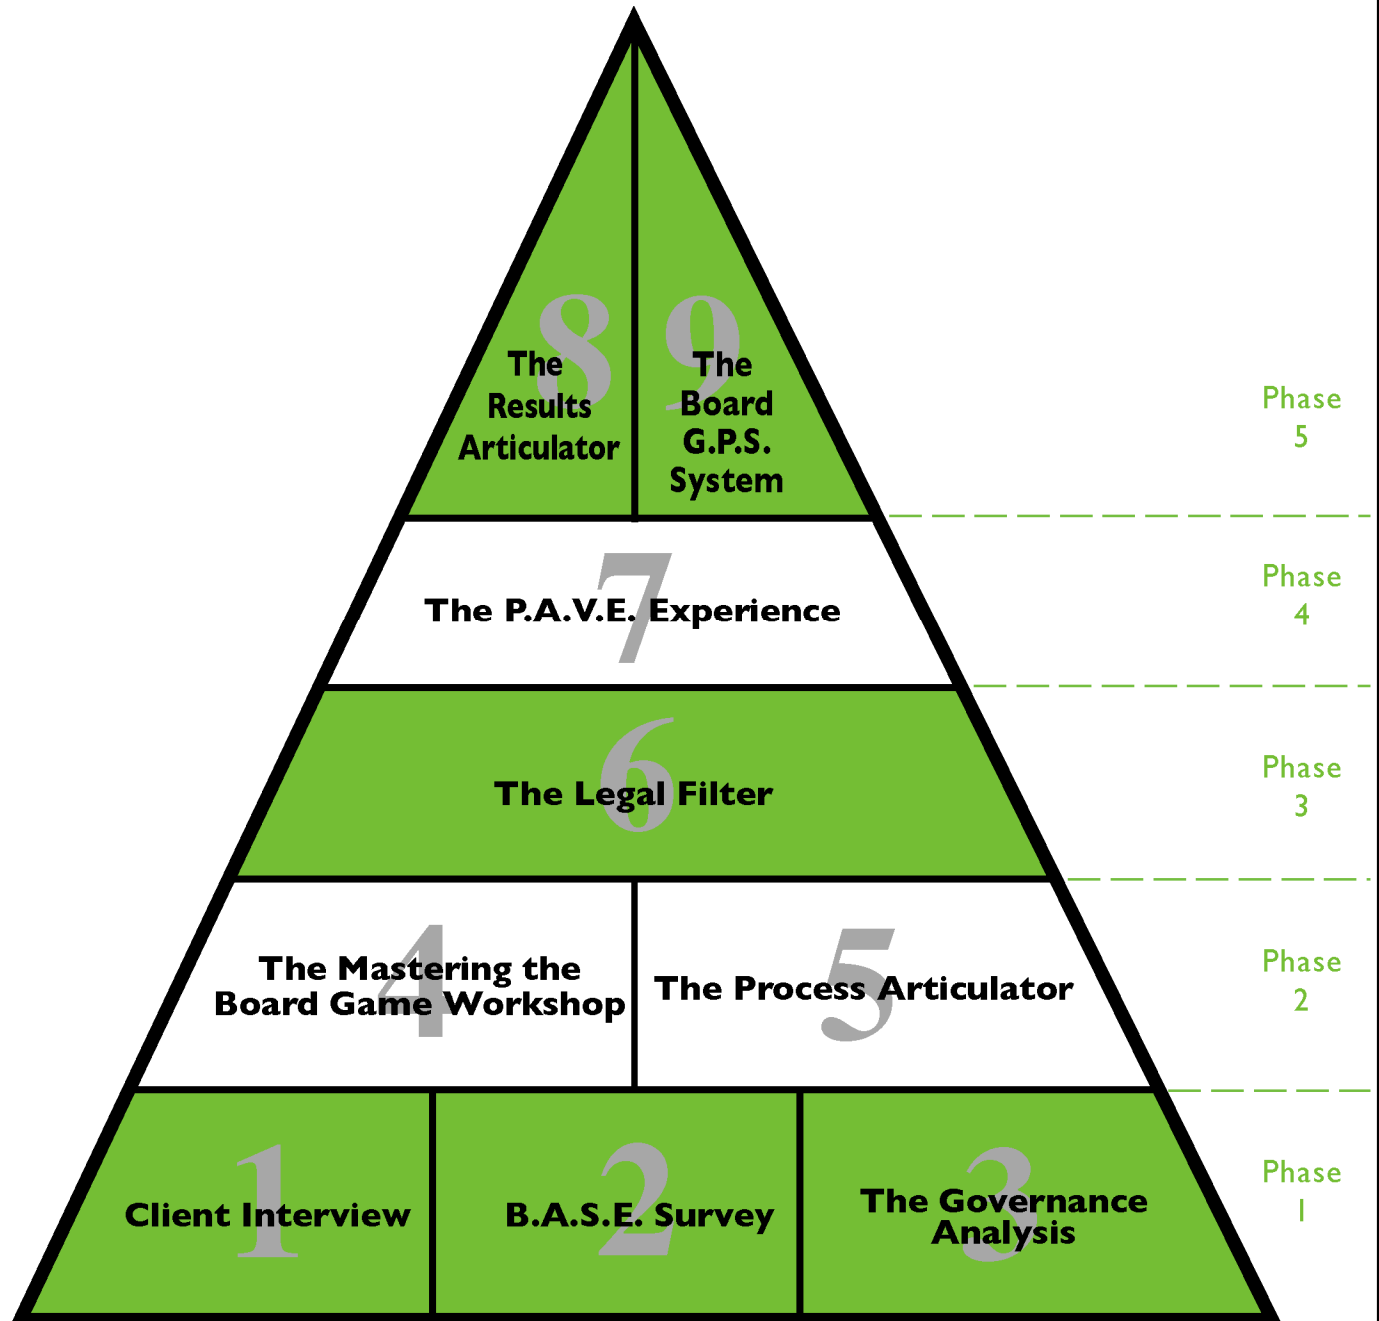 8
The
Results
Articulator
9
The
Board
G.P.S.
System
Phase
5
7
The P.A.V.E. Experience
Phase
4
6
The Legal Filter
Phase
3
4
The Mastering the
Board Game Workshop
5
The Process Articulator
Phase
2
1
Client Interview
2
B.A.S.E. Survey
3
The Governance
Analysis
Phase
1